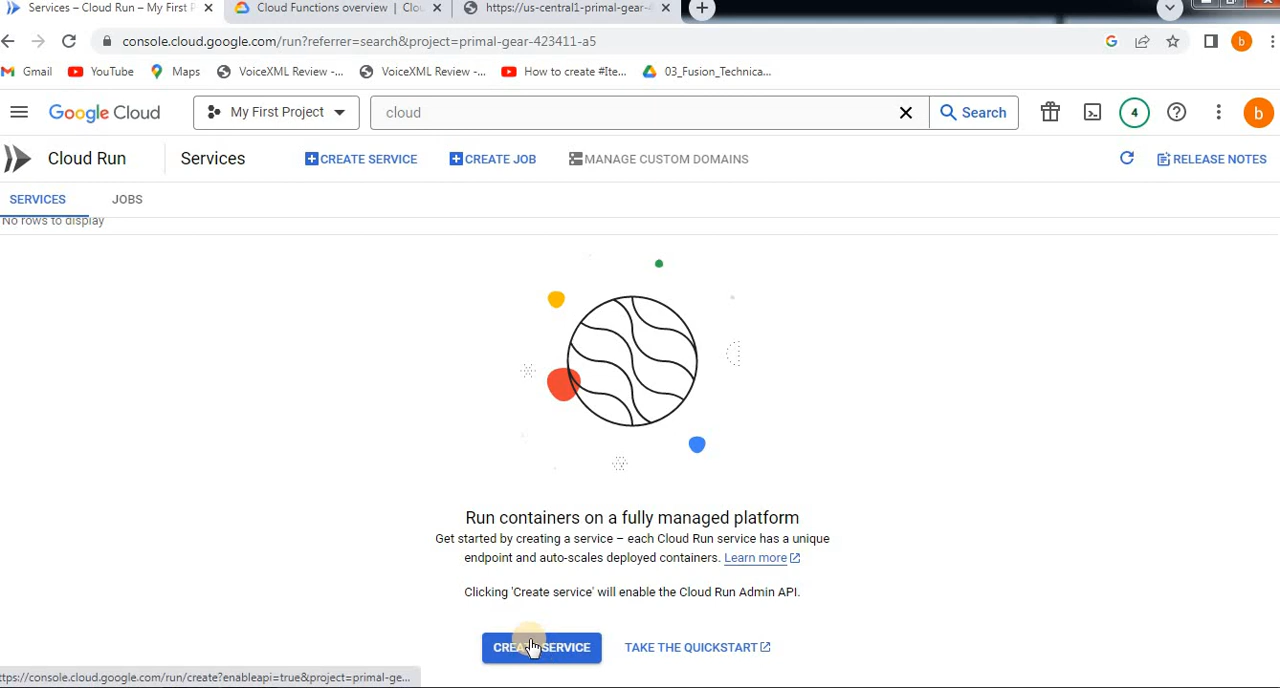 Services – Cloud Run – My First P
Cloud Functions overview | Clou
https://us-central1-primal-gear-4
console.cloud.google.com/run?referrer=search&project=primal-gear-423411-a5
b
Gmail
YouTube
Maps
VoiceXML Review -...
VoiceXML Review -...
How to create #Ite...
03_Fusion_Technica...
Google Cloud
My First Project
cloud
Search
4
b
Cloud Run
Services
CREATE SERVICE
CREATE JOB
MANAGE CUSTOM DOMAINS
RELEASE NOTES
SERVICES
JOBS
No rows to display
Run containers on a fully managed platform
Get started by creating a service – each Cloud Run service has a unique
endpoint and auto-scales deployed containers. Learn more
Clicking 'Create service' will enable the Cloud Run Admin API.
CREATE SERVICE
TAKE THE QUICKSTART
ttps://console.cloud.google.com/run/create?enableapi=true&project=primal-ge...